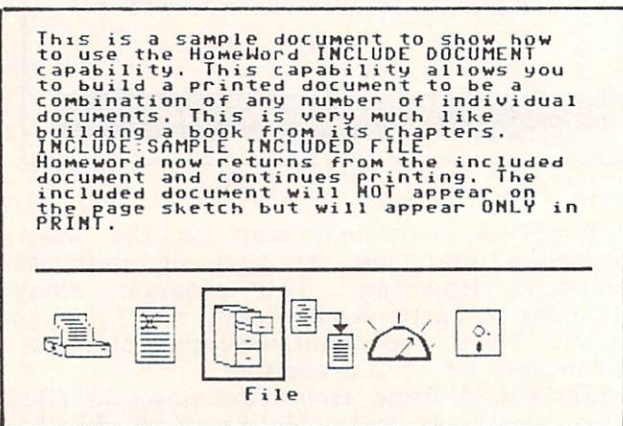 This is a sample document to show how
to use the HomeWord INCLUDE DOCUMENT
capability. This capability allows you
to build a printed document to be a
combination of any number of individual
documents. This is very much like
building a book from its chapters.
INCLUDE:SAMPLE INCLUDED FILE
Homeword now returns from the included
document and continues printing. The
included document will NOT appear on
the page sketch but will appear ONLY in
PRINT.
File